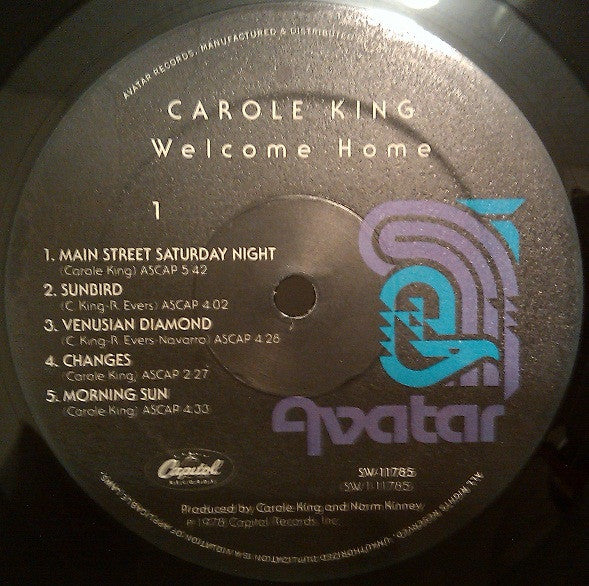 AVATAR RECORDS, MANUFACTURED & DISTRIBUTED
CAROLE KING
Welcome Home
1
1. MAIN STREET SATURDAY NIGHT
(Carole King) ASCAP 5:42
2. SUNBIRD
(C. King-R. Evers) ASCAP 4:02
3. VENUSIAN DIAMOND
(C. King-R. Evers-Navarro) ASCAP 4:28
4. CHANGES
(Carole King) ASCAP 2:27
5. MORNING SUN
(Carole King) ASCAP 4:33
Avatar
Capitol
RECORDS
SW-11785
(SW-1-11785)
Produced by Carole King and Norm Kinney
℗ 1978 Capitol Records, Inc.
ALL RIGHTS RESERVED. UNAUTHORIZED DUPLICATION IS A VIOLATION OF APPLICABLE LAWS.